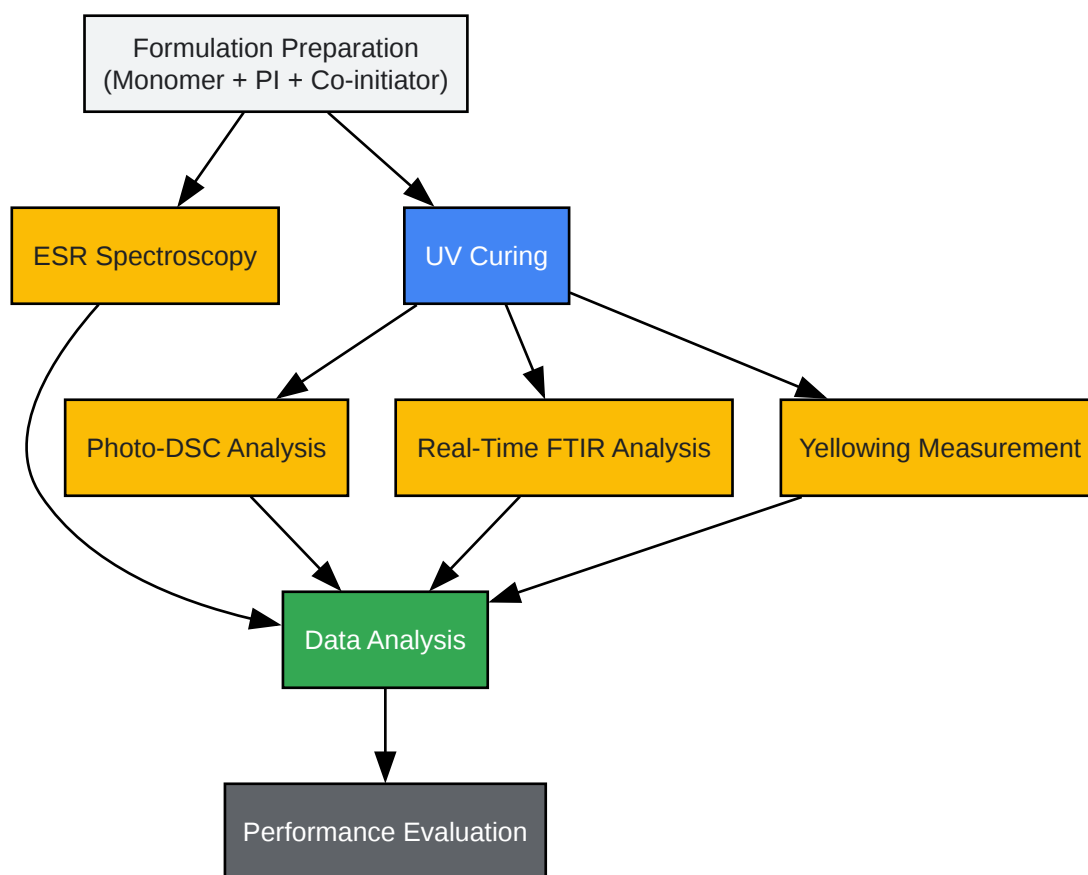 Formulation Preparation
(Monomer + PI + Co-initiator)
ESR Spectroscopy
UV Curing
Photo-DSC Analysis
Real-Time FTIR Analysis
Yellowing Measurement
Data Analysis
Performance Evaluation